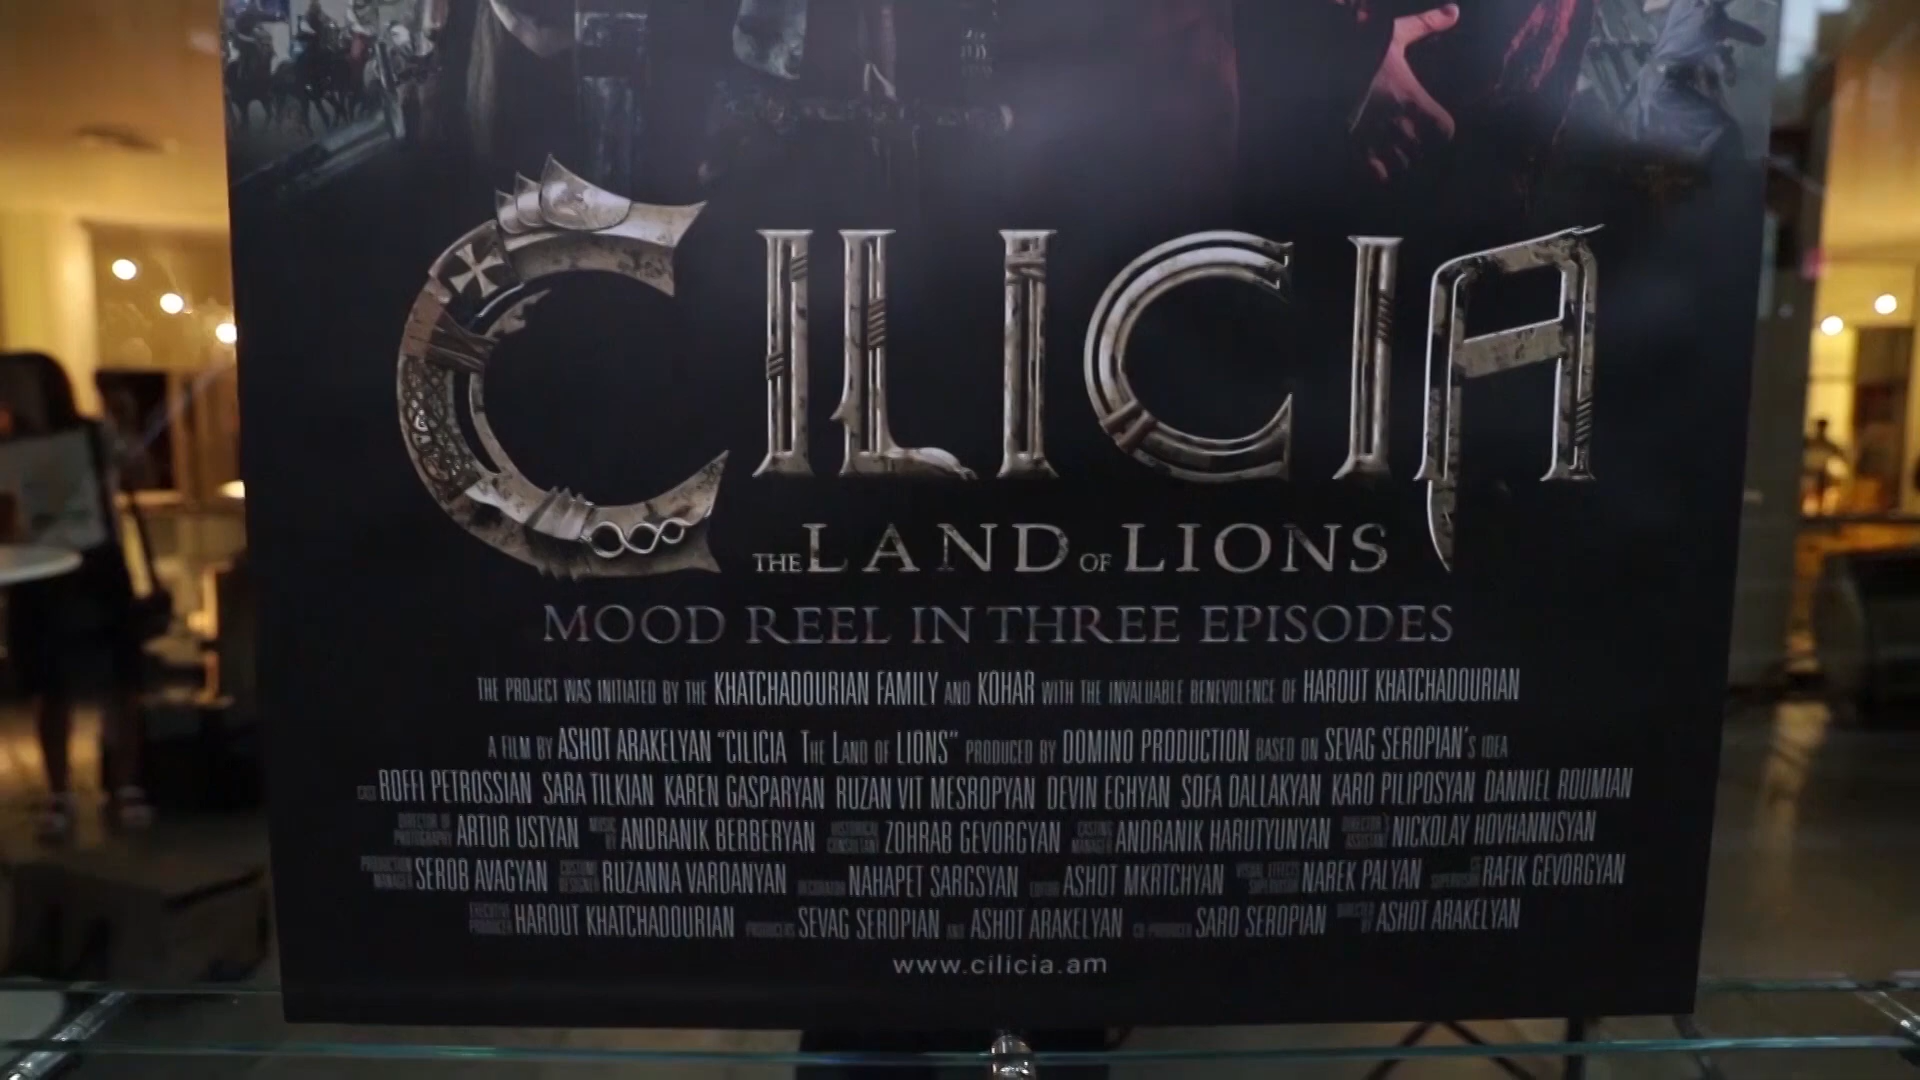 CILICIA
THE LAND OF LIONS
MOOD REEL IN THREE EPISODES
THE PROJECT WAS INITIATED BY THE KHATCHADOURIAN FAMILY AND KOHAR WITH THE INVALUABLE BENEVOLENCE OF HAROUT KHATCHADOURIAN
A FILM BY ASHOT ARAKELYAN "CILICIA THE LAND OF LIONS" PRODUCED BY DOMINO PRODUCTION BASED ON SEVAG SEROPIAN'S IDEA
CAST ROFFI PETROSSIAN SARA TILKIAN KAREN GASPARYAN RUZAN VIT MESROPYAN DEVIN EGHYAN SOFA DALLAKYAN KARO PILIPOSYAN DANNIEL ROUMIAN
DIRECTOR OF PHOTOGRAPHY ARTUR USTYAN MUSIC BY ANDRANIK BERBERYAN HISTORICAL CONSULTANT ZOHRAB GEVORGYAN CASTING MANAGER ANDRANIK HARUTYUNYAN DIRECTOR'S ASSISTANT NICKOLAY HOVHANNISYAN
PRODUCTION MANAGER SEROB AVAGYAN COSTUME DESIGNER RUZANNA VARDANYAN DECORATOR NAHAPET SARGSYAN EDITOR ASHOT MKRTCHYAN VISUAL EFFECTS SUPERVISOR NAREK PALYAN SUPERVISOR RAFIK GEVORGYAN
EXECUTIVE PRODUCER HAROUT KHATCHADOURIAN PRODUCERS SEVAG SEROPIAN AND ASHOT ARAKELYAN CO-PRODUCER SARO SEROPIAN DIRECTED BY ASHOT ARAKELYAN
www.cilicia.am